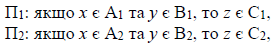 П₁: якщо x є A₁ та y є B₁, то z є C₁,
П₂: якщо x є A₂ та y є B₂, то z є C₂.